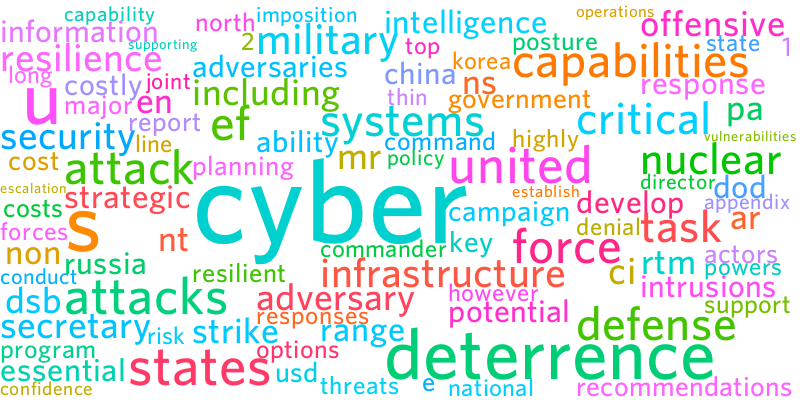 capability north imposition intelligence operations offensive
information supporting 2 military top posture state 1
resilience adversaries korea capabilities
long costly joint china ns response
u major en including thin government
report ef systems critical pa
security line ability command highly vulnerabilities
cost attack planning mr policy united nuclear
escalation strategic cyber establish develop director dod
costs campaign denial appendix
forces s nt commander key force task ar
non russia infrastructure ci rtm actors
conduct resilient powers
dsb attacks adversary however intrusions
secretary responses potential support
risk strike range defense
program options deterrence
essential states usd
confidence threats e national recommendations